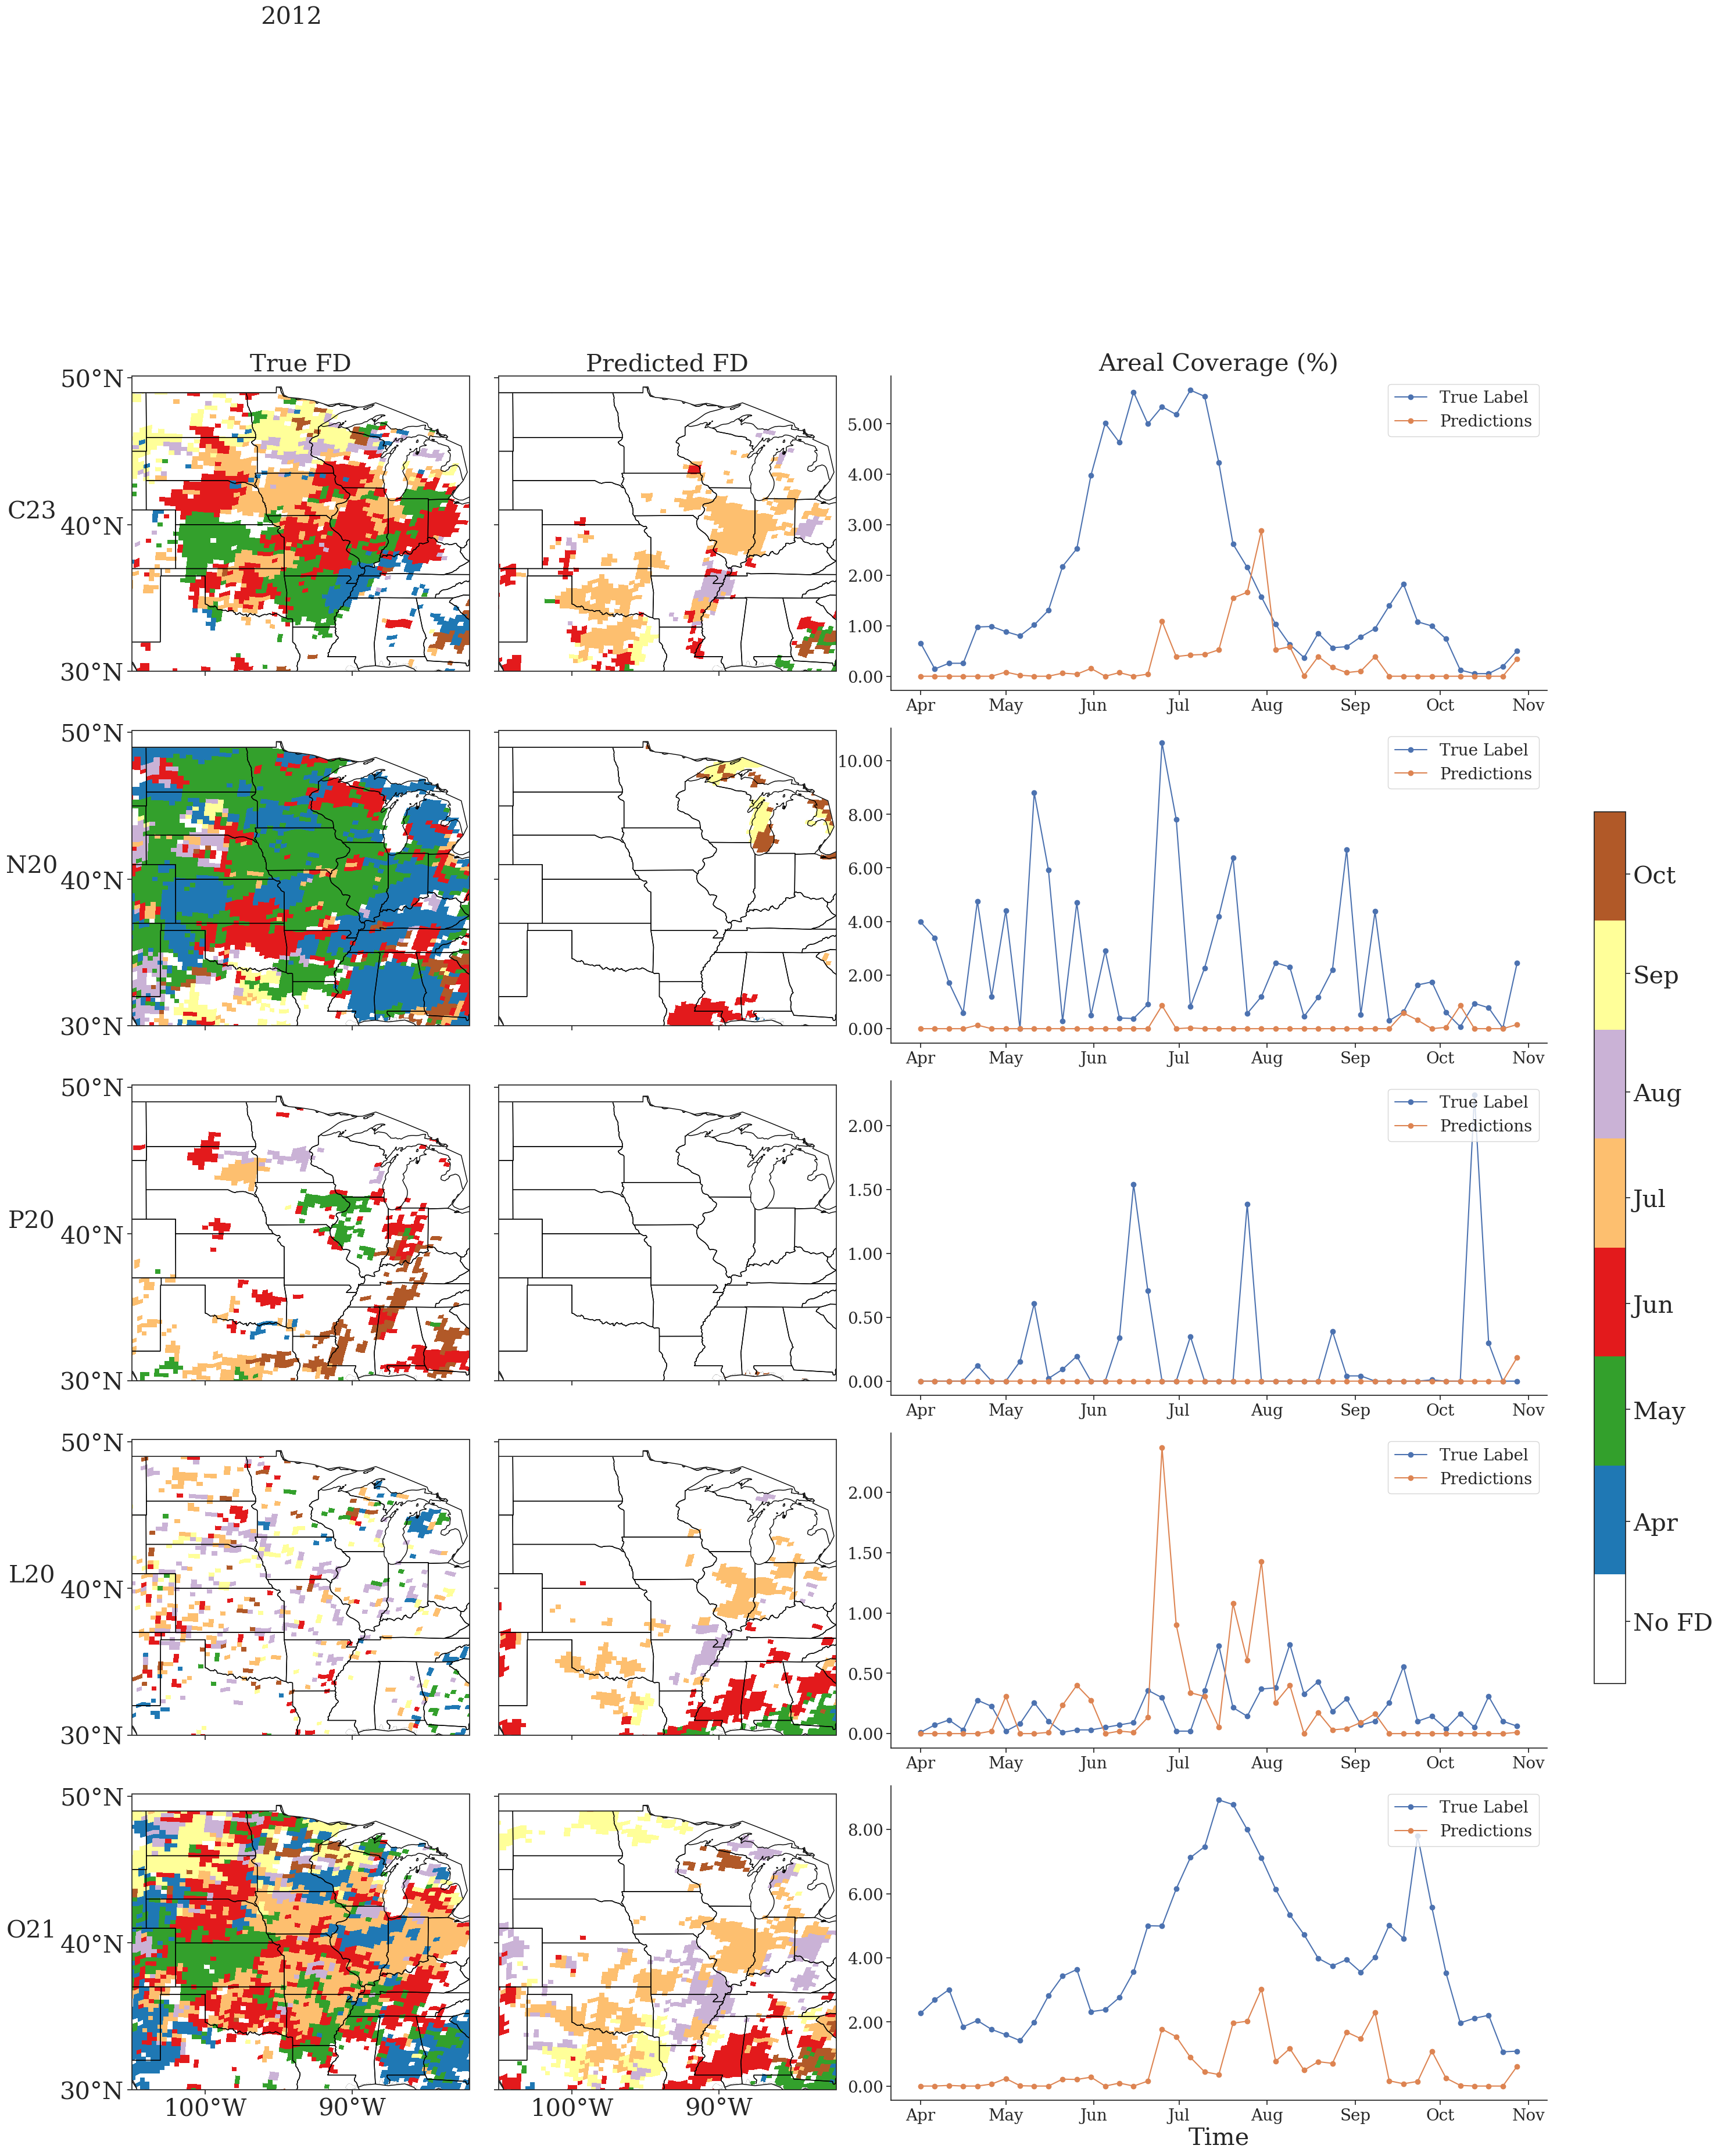 2012
True FD Predicted FD Areal Coverage (%)
C23
50°N
40°N
30°N
5.00
4.00
3.00
2.00
1.00
0.00
True Label
Predictions
Apr May Jun Jul Aug Sep Oct Nov
N20
50°N
40°N
30°N
10.00
8.00
6.00
4.00
2.00
0.00
True Label
Predictions
Apr May Jun Jul Aug Sep Oct Nov
P20
50°N
40°N
30°N
2.00
1.50
1.00
0.50
0.00
True Label
Predictions
Apr May Jun Jul Aug Sep Oct Nov
L20
50°N
40°N
30°N
2.00
1.50
1.00
0.50
0.00
True Label
Predictions
Apr May Jun Jul Aug Sep Oct Nov
O21
50°N
40°N
30°N
100°W 90°W 100°W 90°W
8.00
6.00
4.00
2.00
0.00
True Label
Predictions
Apr May Jun Jul Aug Sep Oct Nov
Time
Oct
Sep
Aug
Jul
Jun
May
Apr
No FD